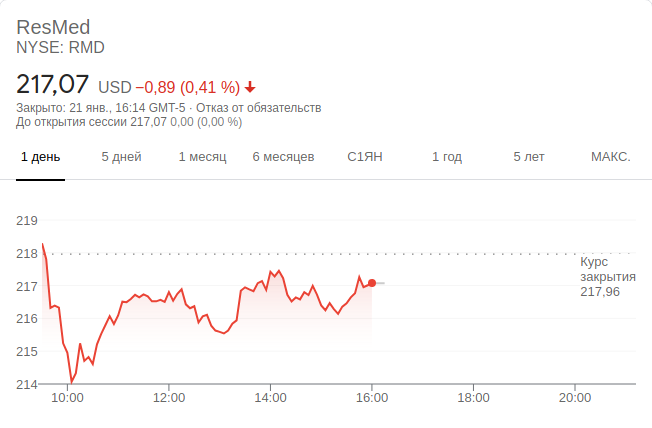 ResMed
NYSE: RMD
217,07 USD −0,89 (0,41 %)
Закрыто: 21 янв., 16:14 GMT-5 · Отказ от обязательств
До открытия сессии 217,07 0,00 (0,00 %)
1 день 5 дней 1 месяц 6 месяцев С1ЯН 1 год 5 лет МАКС.
219
218
Курс
закрытия
217,96
217
216
215
214
10:00 12:00 14:00 16:00 18:00 20:00